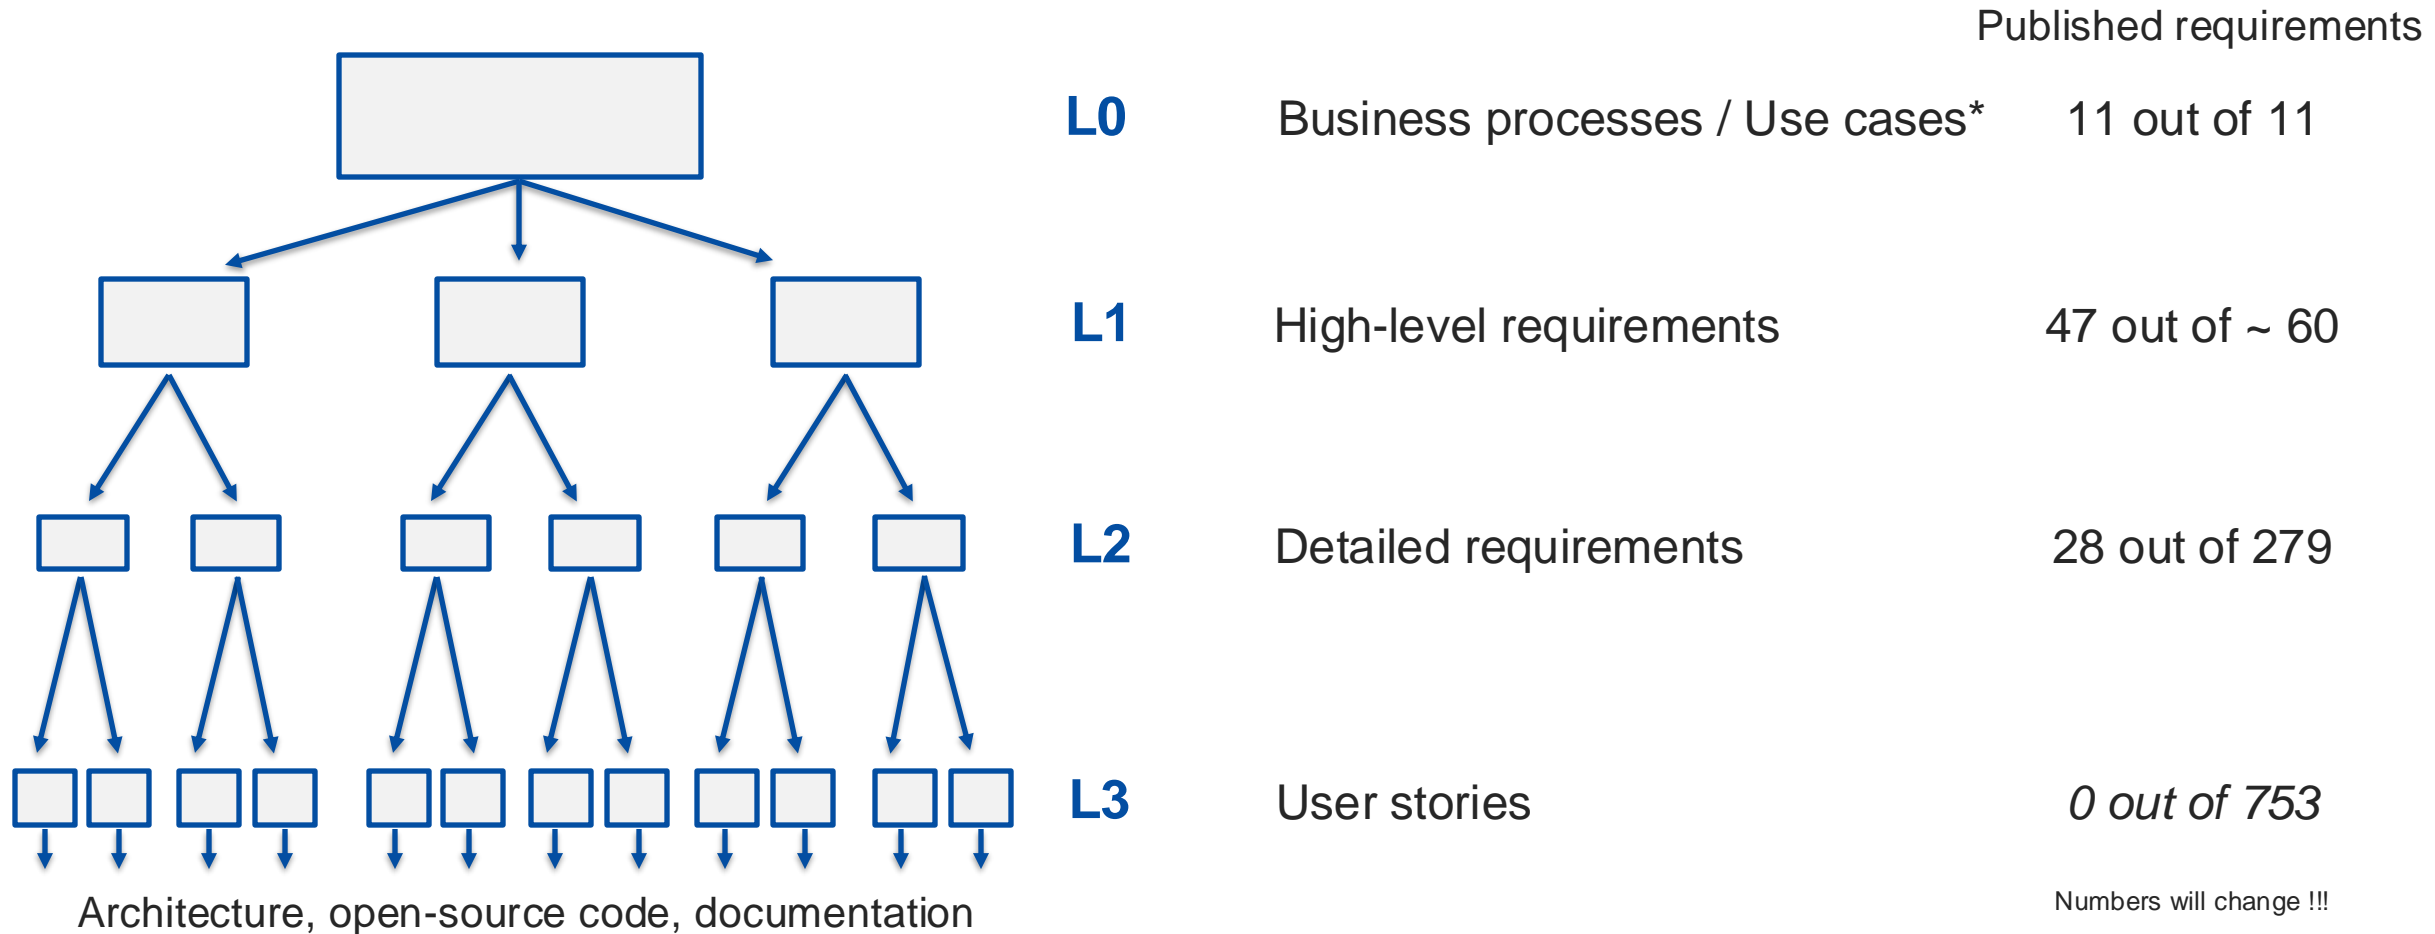 Published requirements
L0 Business processes / Use cases* 11 out of 11
L1 High-level requirements 47 out of ~ 60
L2 Detailed requirements 28 out of 279
L3 User stories 0 out of 753
Architecture, open-source code, documentation
Numbers will change !!!